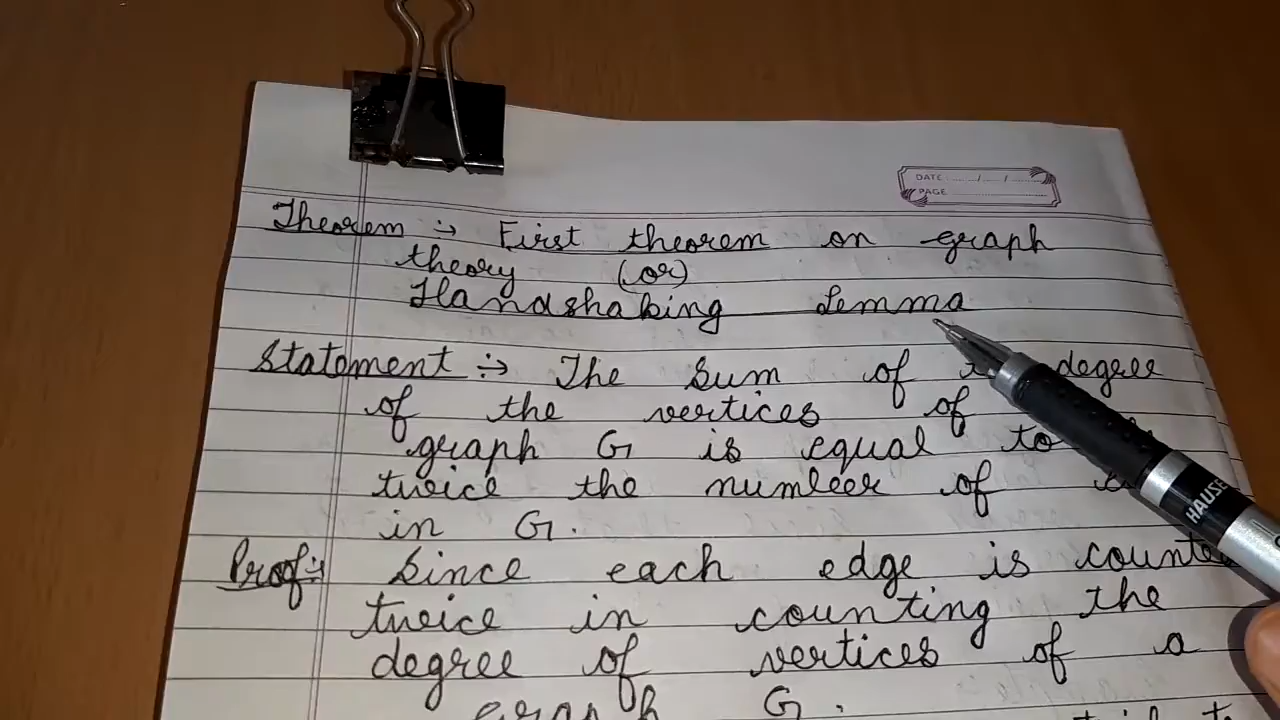 DATE ....../....../......
PAGE ..................
Theorem :- First theorem on graph
theory (or)
Handshaking Lemma
Statement :- The sum of degree
of the vertices of
graph G is equal to
twice the number of
in G.
Proof :- Since each edge is
twice in counting the
degree of vertices of a
graph G.
HAUSE